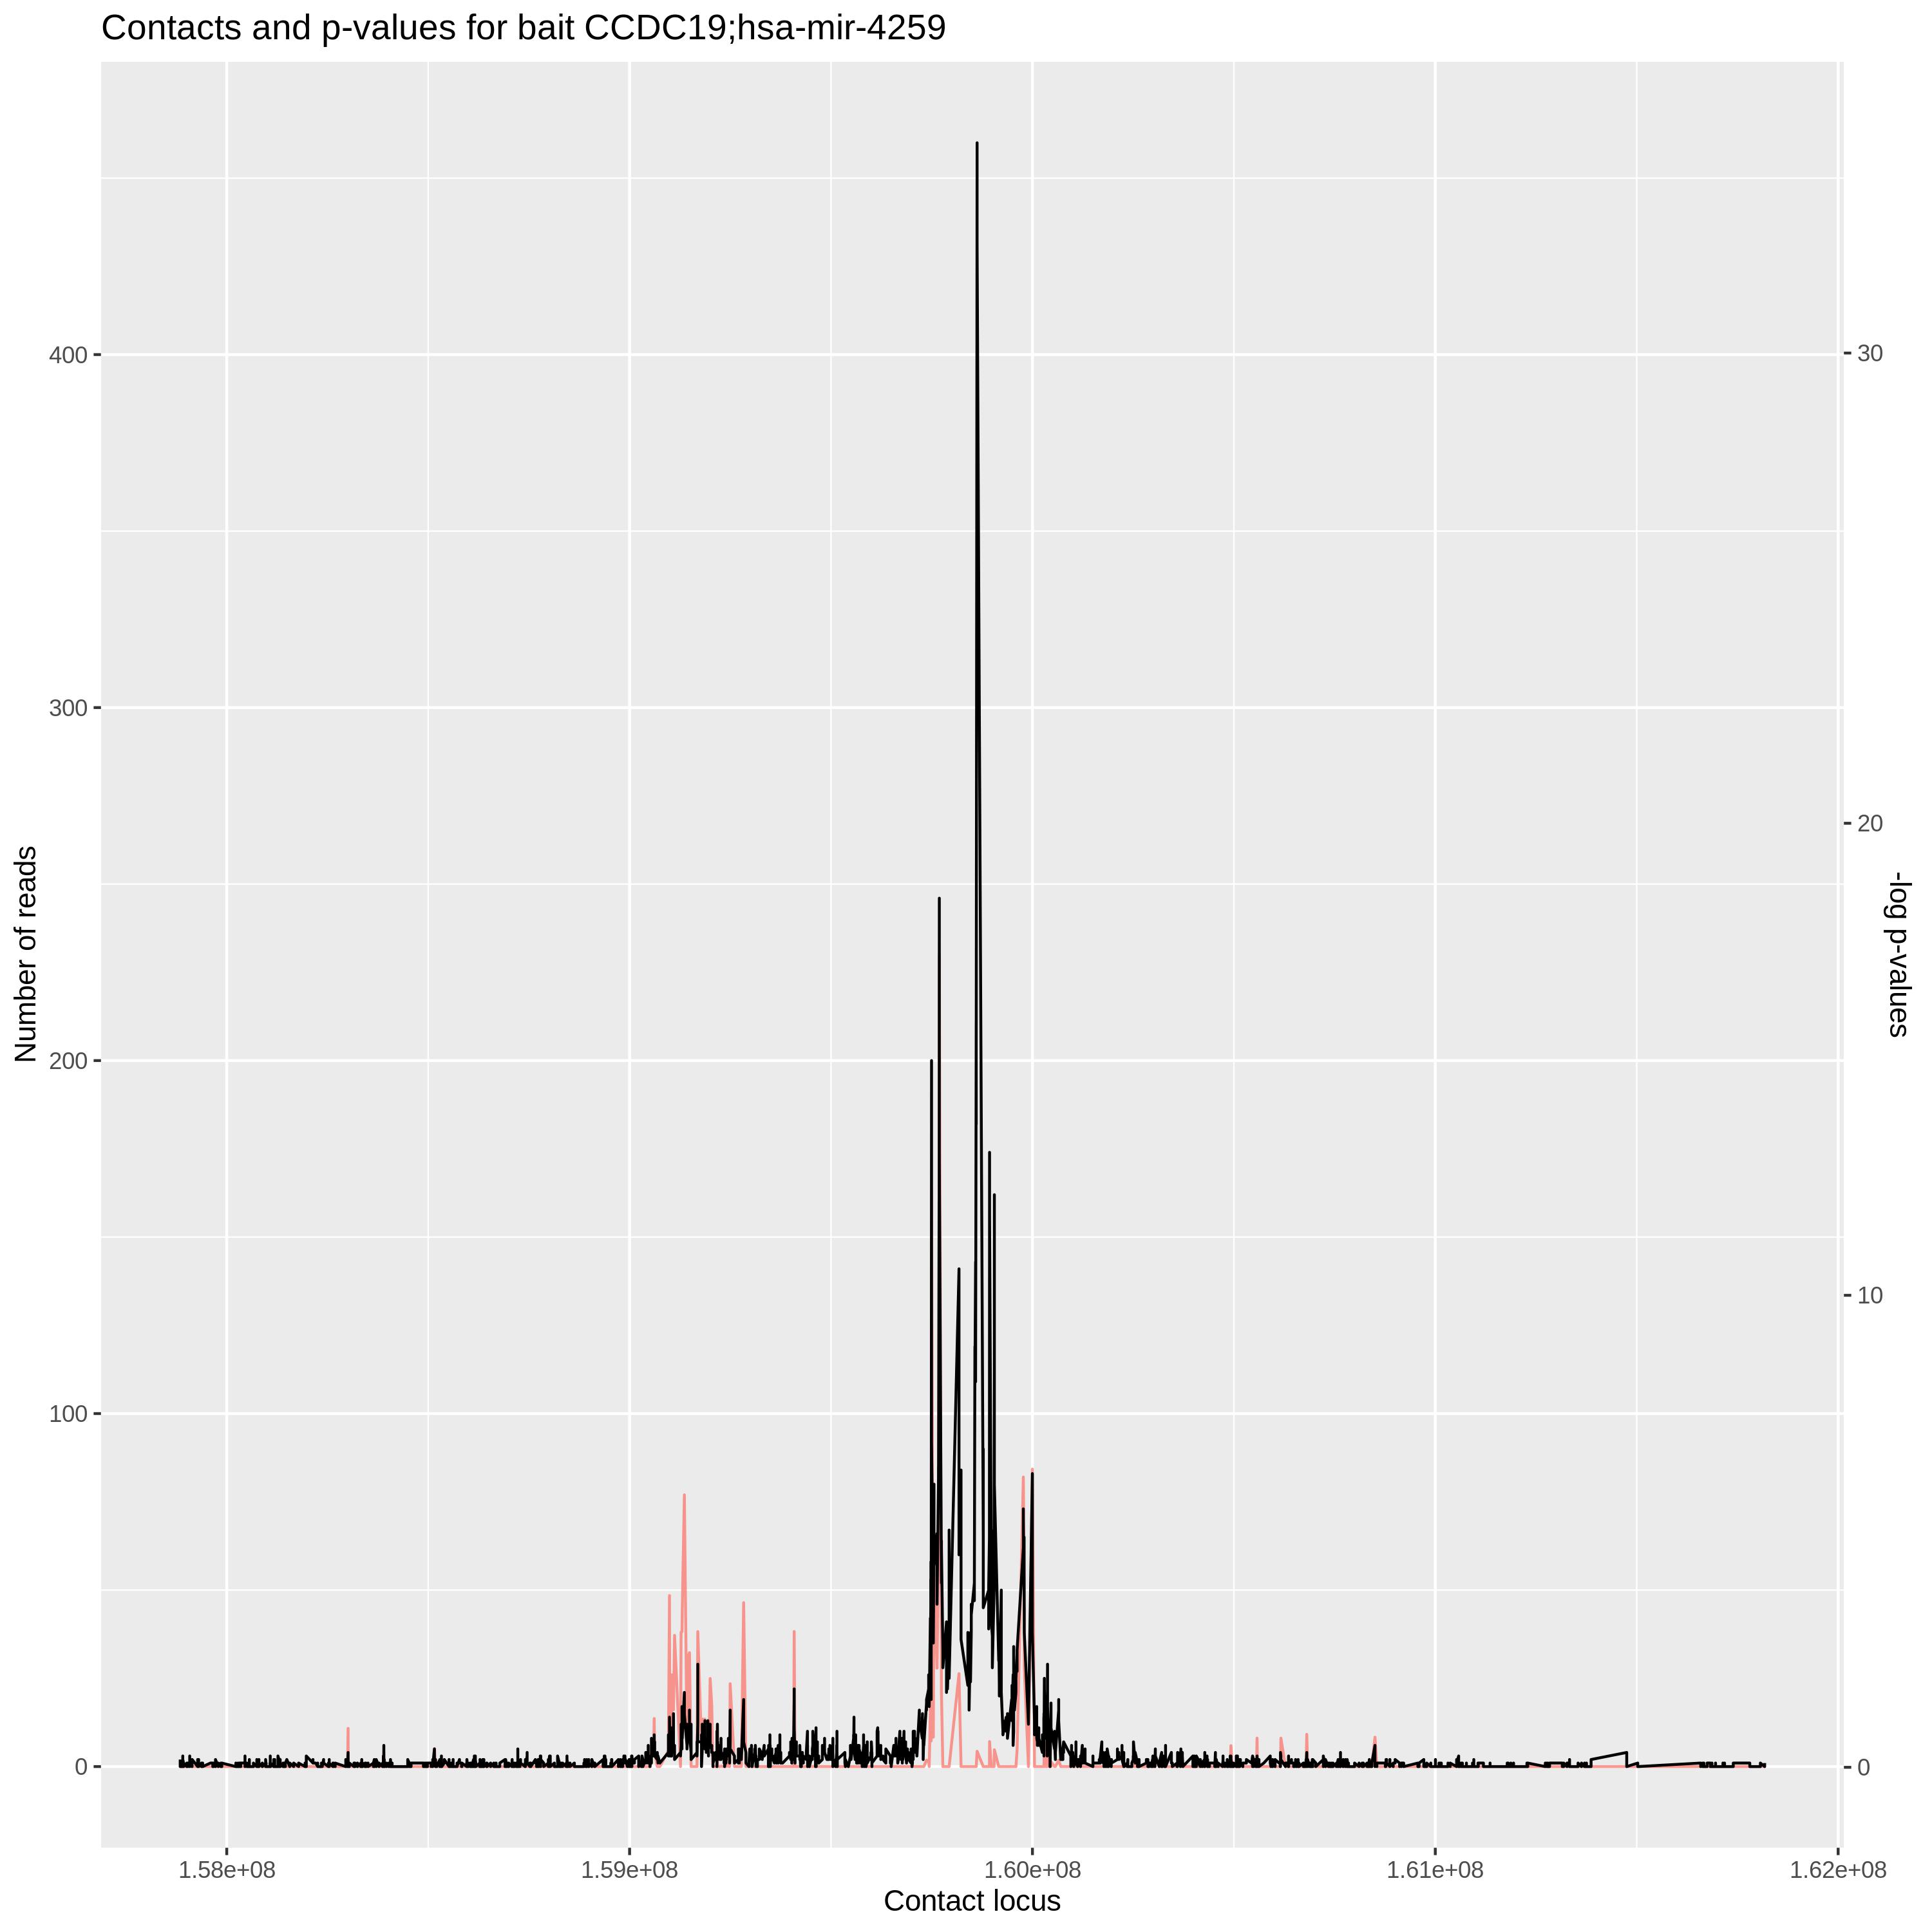 Contacts and p-values for bait CCDC19;hsa-mir-4259
400
300
200
100
0
Number of reads
30
20
10
0
-log p-values
1.58e+08
1.59e+08
1.60e+08
1.61e+08
1.62e+08
Contact locus